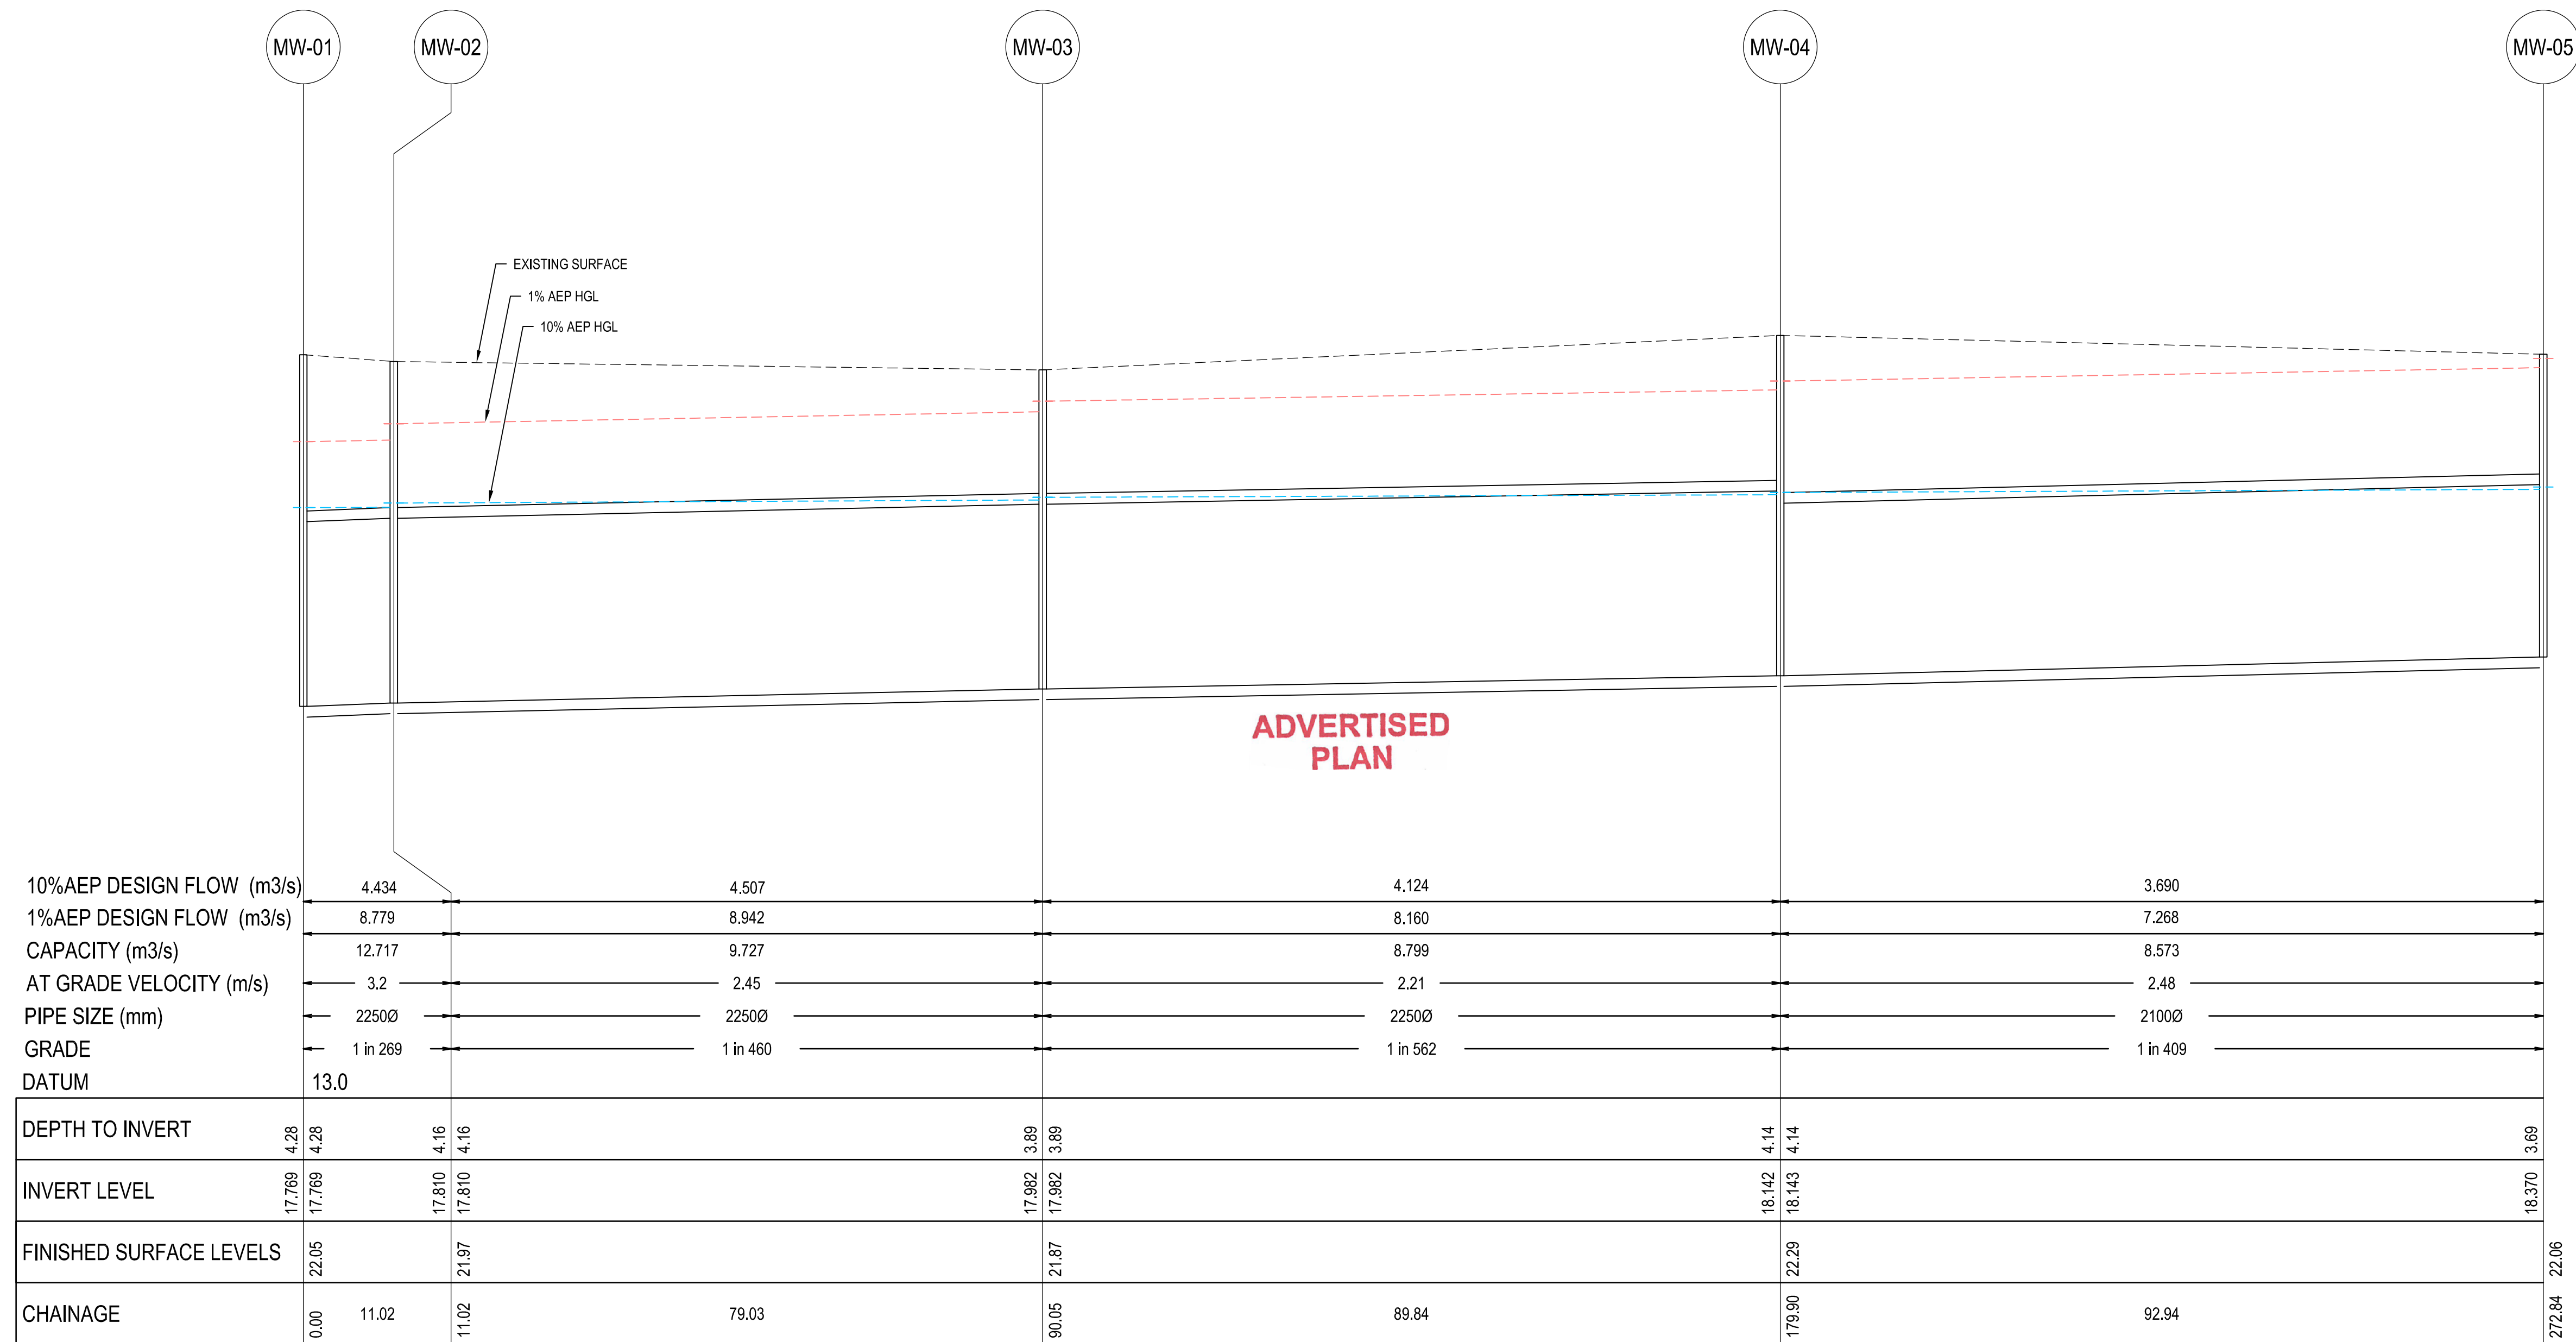 MW-01 MW-02 MW-03 MW-04 MW-05
EXISTING SURFACE
1% AEP HGL
10% AEP HGL
ADVERTISED
PLAN
10%AEP DESIGN FLOW (m3/s) 4.434 4.507 4.124 3.690
1%AEP DESIGN FLOW (m3/s) 8.779 8.942 8.160 7.268
CAPACITY (m3/s) 12.717 9.727 8.799 8.573
AT GRADE VELOCITY (m/s) 3.2 2.45 2.21 2.48
PIPE SIZE (mm) 2250Ø 2250Ø 2250Ø 2100Ø
GRADE 1 in 269 1 in 460 1 in 562 1 in 409
DATUM 13.0
DEPTH TO INVERT 4.28 4.28 4.16 4.16 3.89 3.89 4.14 4.14 3.69
INVERT LEVEL 17.769 17.769 17.810 17.810 17.982 17.982 18.142 18.143 18.370
FINISHED SURFACE LEVELS 22.05 21.97 21.87 22.29 22.06
CHAINAGE 0.00 11.02 11.02 79.03 90.05 89.84 179.90 92.94 272.84